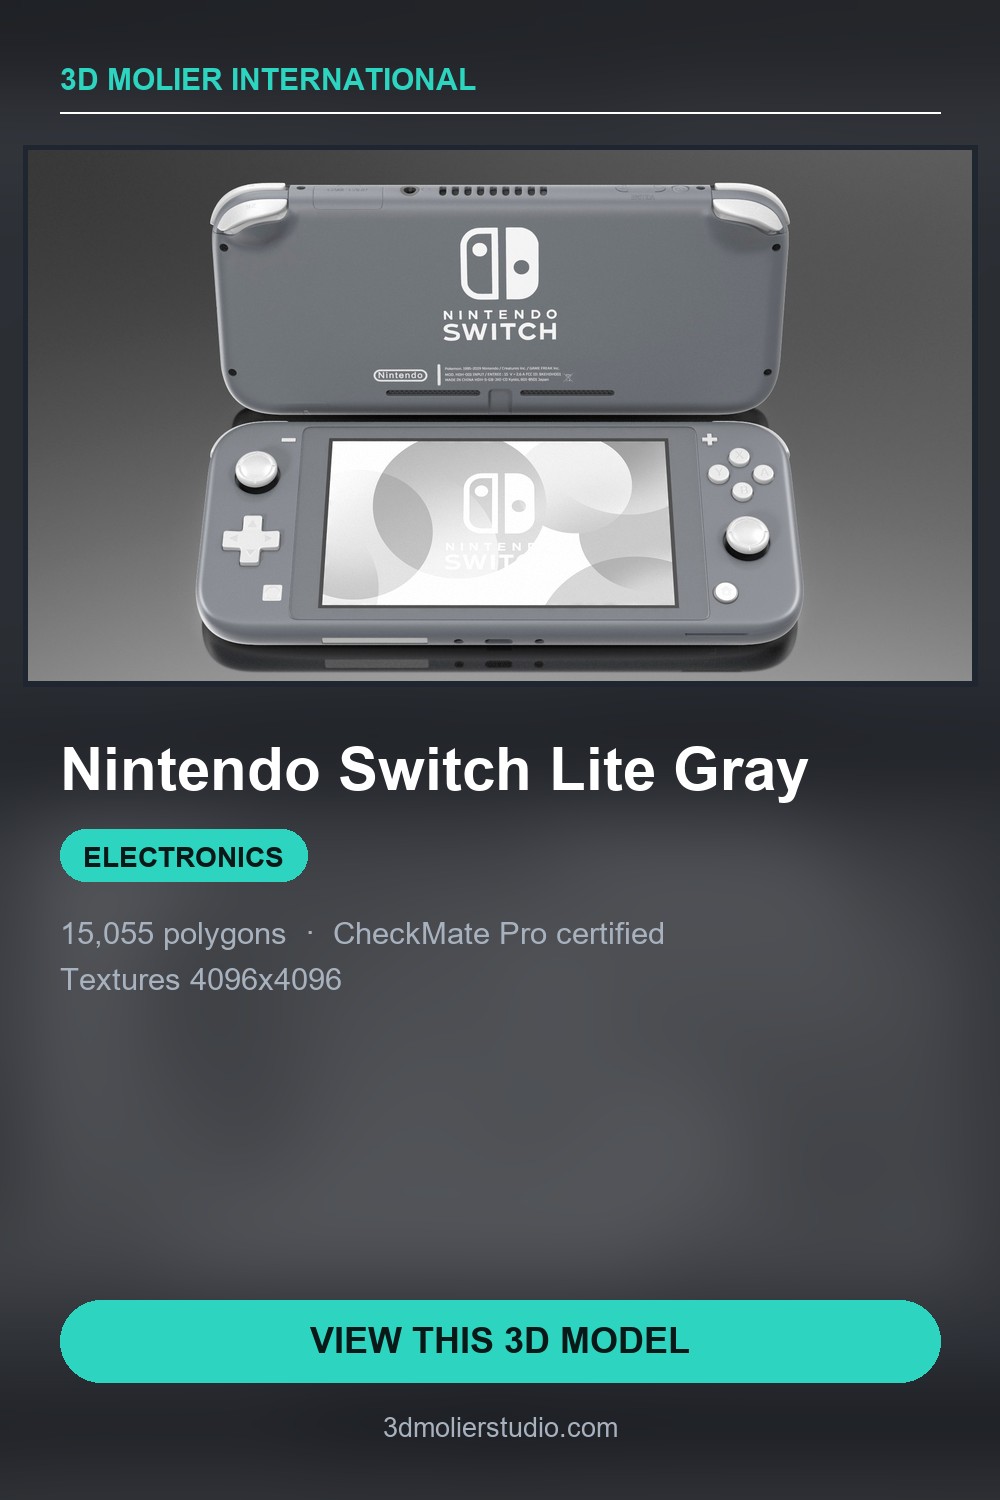 3D MOLIER INTERNATIONAL
NINTENDO
SWITCH
Nintendo
Nintendo Switch Lite Gray
ELECTRONICS
15,055 polygons · CheckMate Pro certified
Textures 4096x4096
VIEW THIS 3D MODEL
3dmolierstudio.com